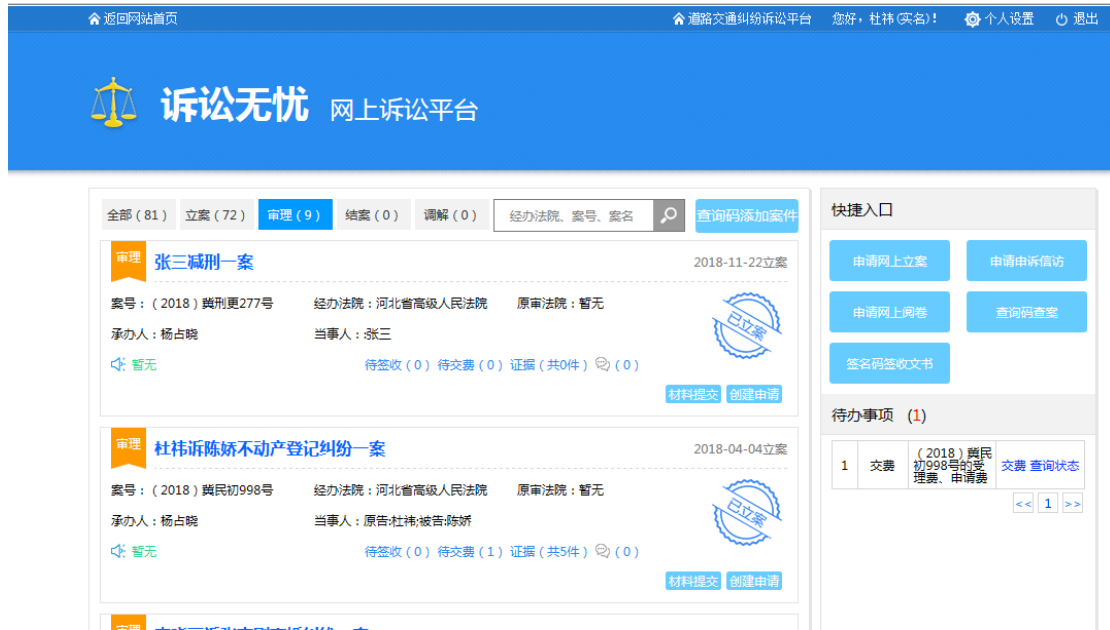 返回网站首页 道路交通纠纷诉讼平台 您好，杜祎(实名)！ 个人设置 退出
诉讼无忧 网上诉讼平台
全部（81） 立案（72） 审理（9） 结案（0） 调解（0） 经办法院、案号、案名 查询码添加案件
审理 张三减刑一案 2018-11-22立案
案号：（2018）冀刑更277号 经办法院：河北省高级人民法院 原审法院：暂无
承办人：杨占晓 当事人：张三
已立案
暂无 待签收（0） 待交费（0） 证据（共0件） （0）
材料提交 创建申请
审理 杜祎诉陈娇不动产登记纠纷一案 2018-04-04立案
案号：（2018）冀民初998号 经办法院：河北省高级人民法院 原审法院：暂无
承办人：杨占晓 当事人：原告:杜祎;被告:陈娇
已立案
暂无 待签收（0） 待交费（1） 证据（共5件） （0）
材料提交 创建申请
快捷入口
申请网上立案 申请申诉信访
申请网上阅卷 查询码查案
签名码签收文书
待办事项 (1)
1 交费 （2018）冀民初998号的受理费、申请费 交费 查询状态
<< 1 >>